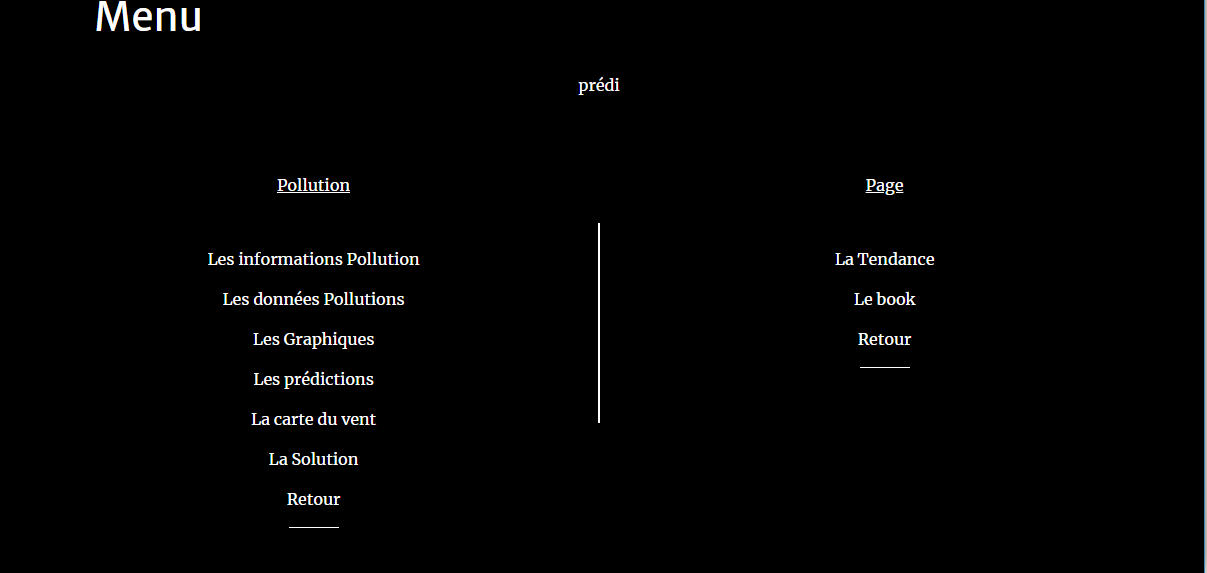 Menu
prédi
Pollution
Les informations Pollution
Les données Pollutions
Les Graphiques
Les prédictions
La carte du vent
La Solution
Retour
Page
La Tendance
Le book
Retour